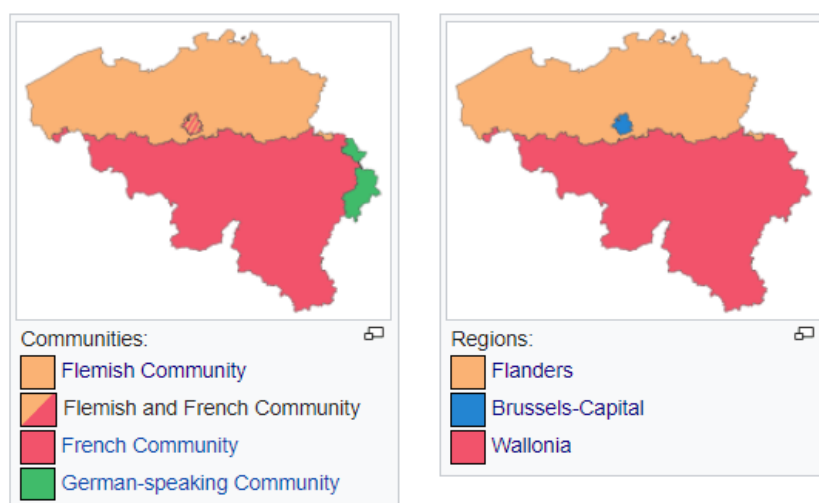 Communities:
Flemish Community
Flemish and French Community
French Community
German-speaking Community
Regions:
Flanders
Brussels-Capital
Wallonia